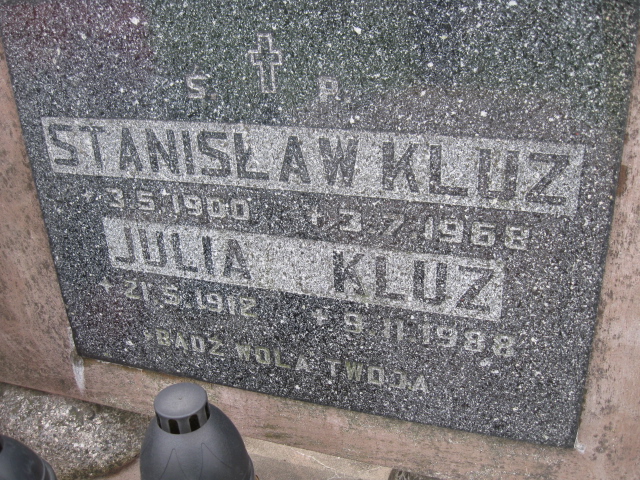 S P.
STANISŁAW KLUZ
* 3.5.1900 + 3.7.1968
JULIA KLUZ
* 21.5.1912 + 9.11.1988
BĄDŹ WOLA TWOJA